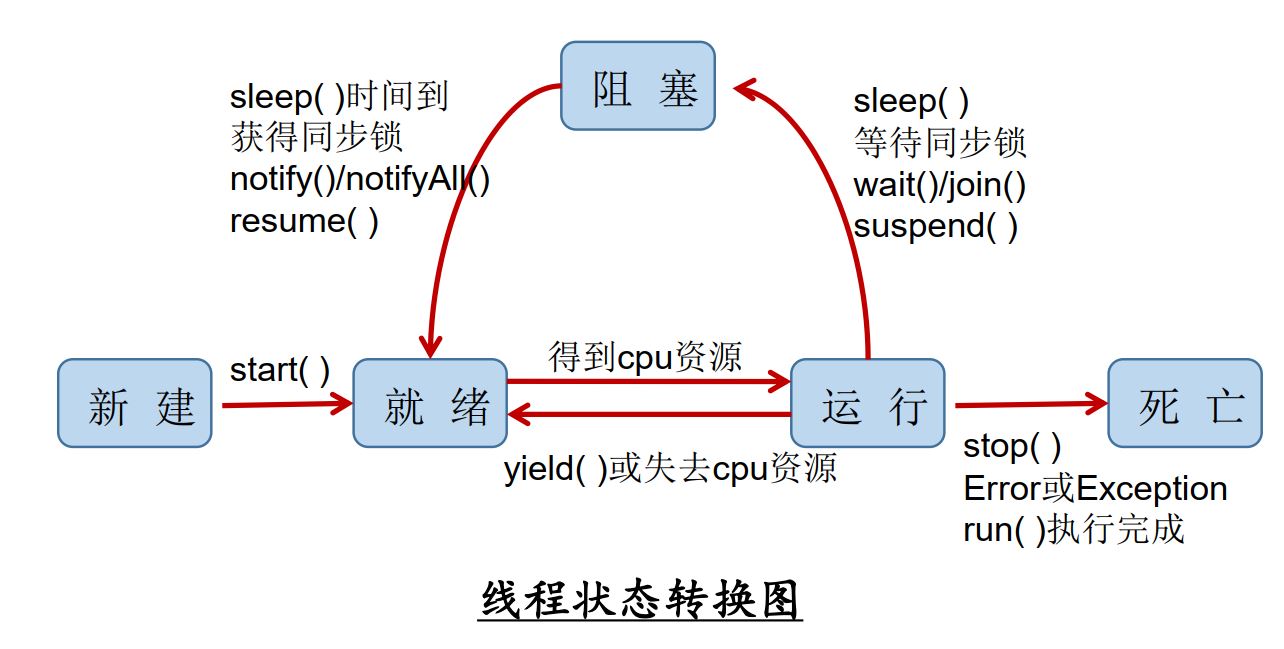 阻 塞
sleep( )时间到
获得同步锁
notify()/notifyAll()
resume( )
sleep( )
等待同步锁
wait()/join()
suspend( )
新 建
start( )
就 绪
得到cpu资源
yield( )或失去cpu资源
运 行
死 亡
stop( )
Error或Exception
run( )执行完成
线程状态转换图